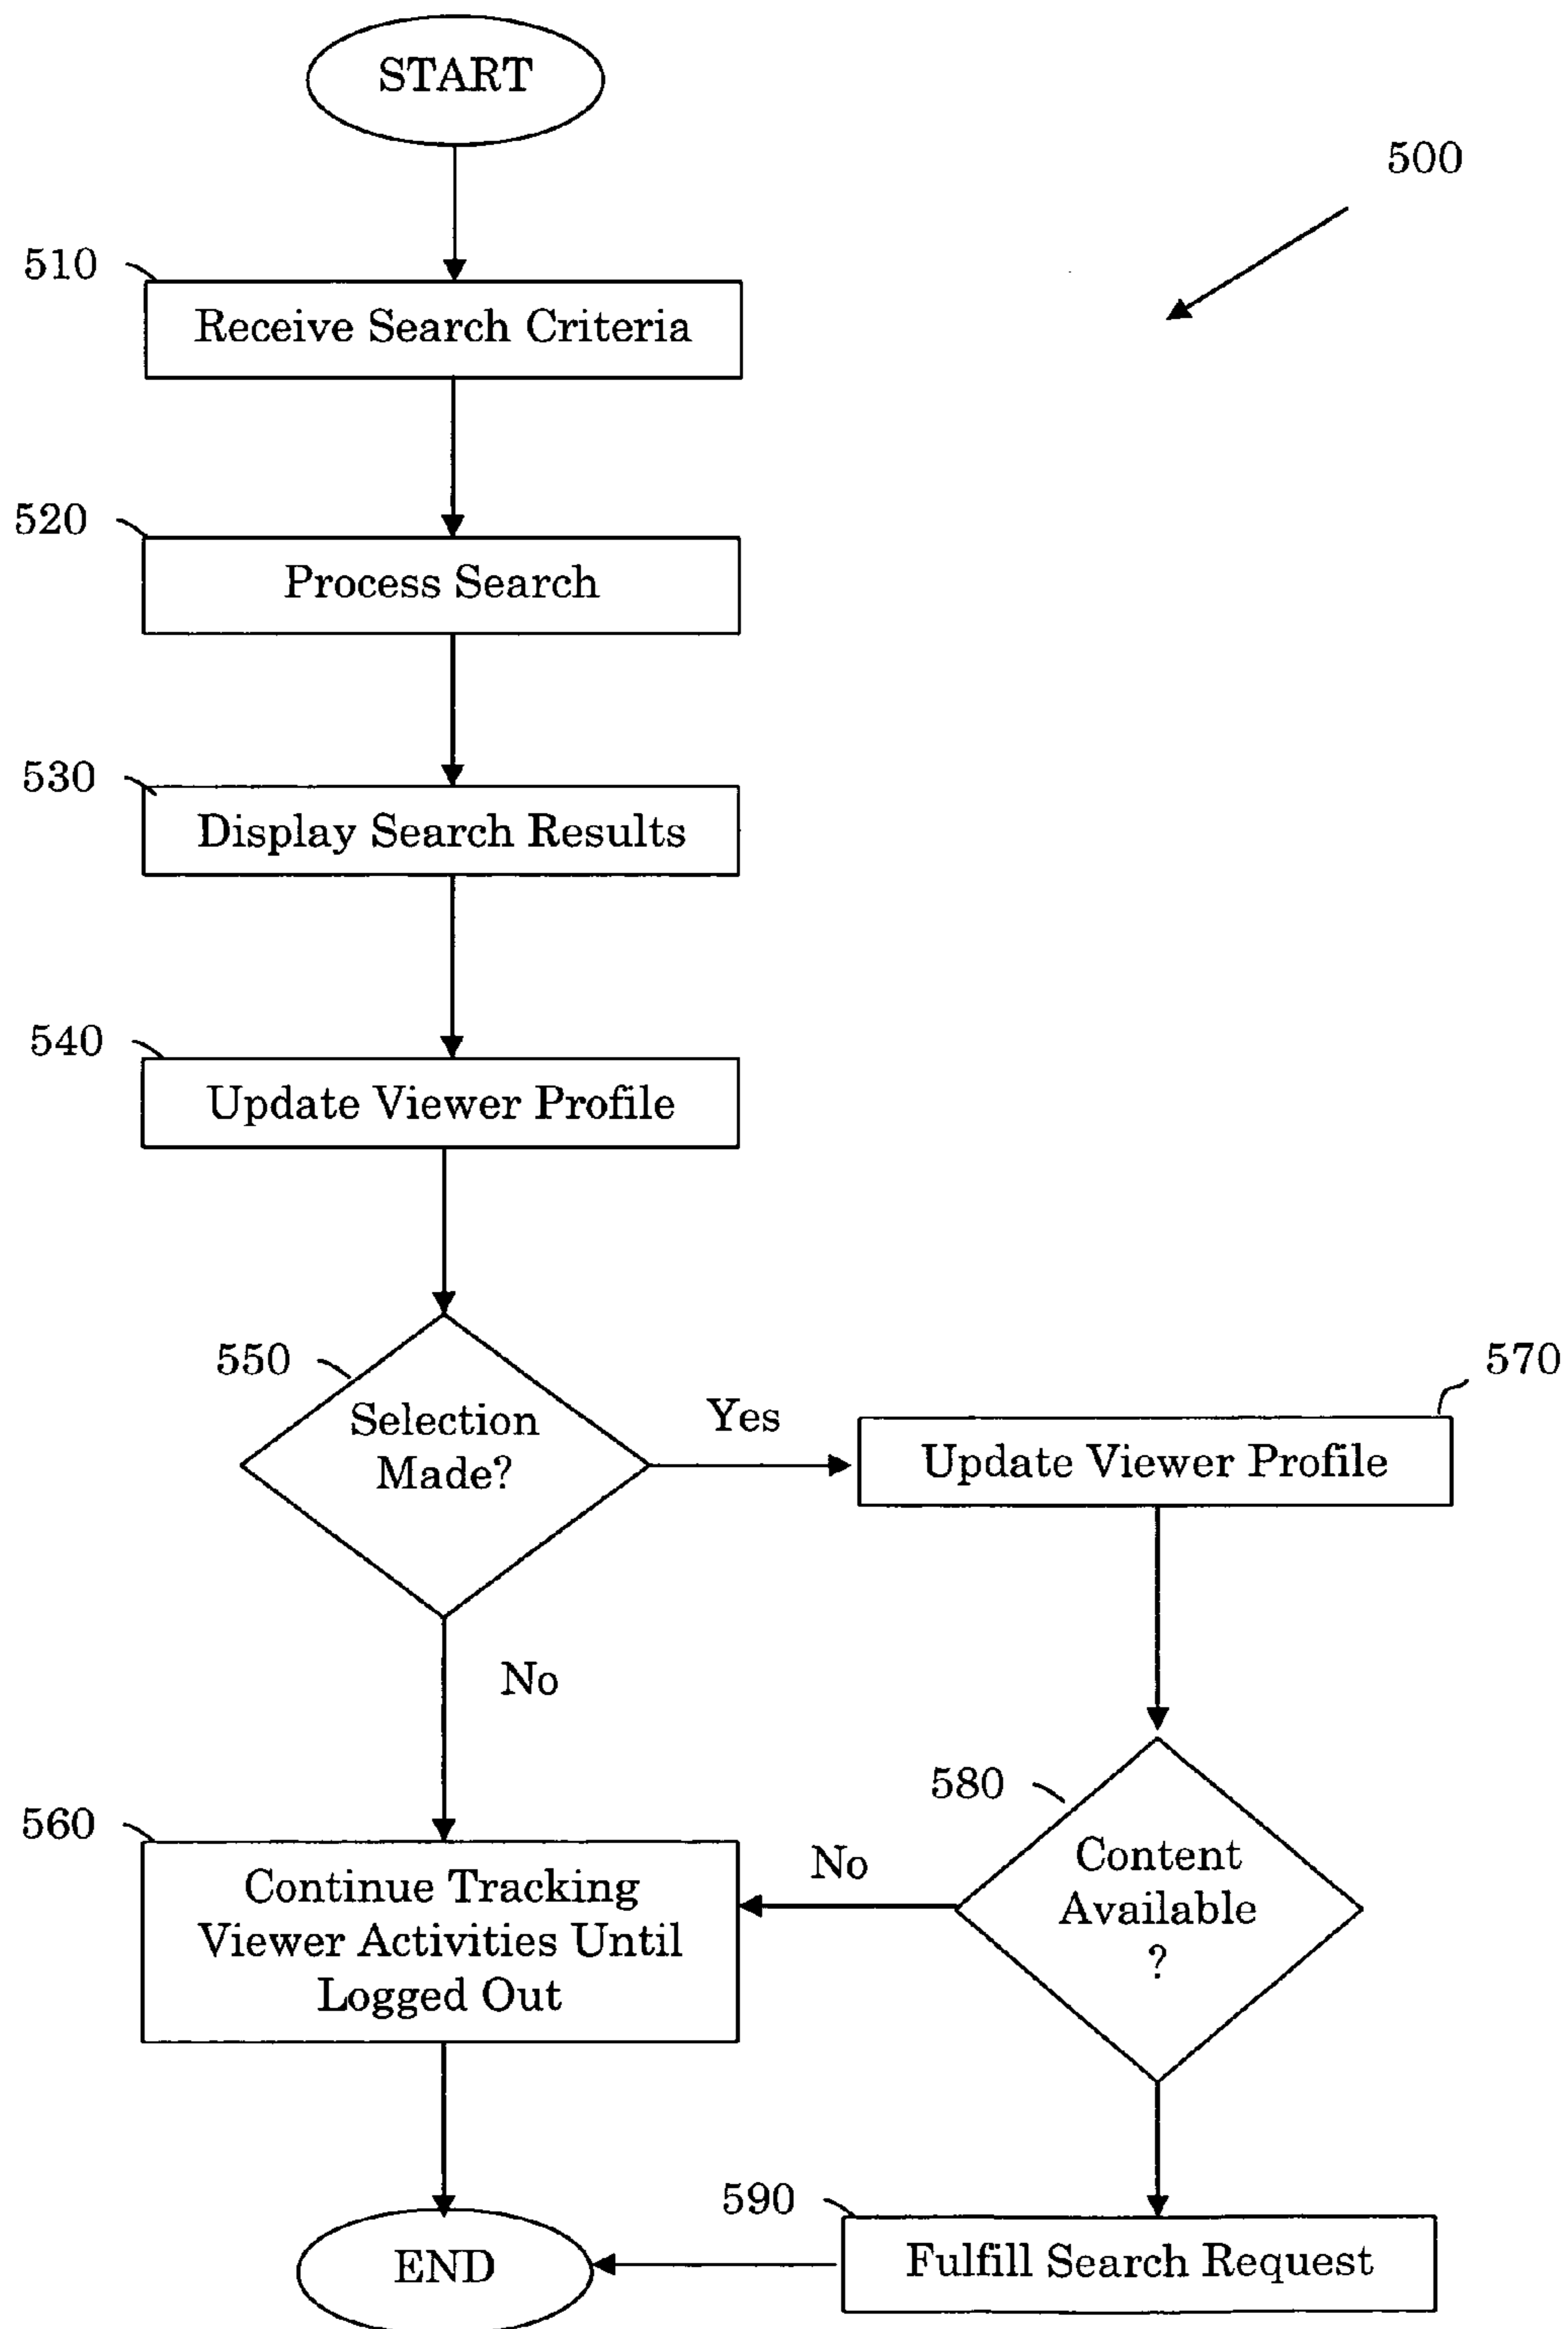 START
500
510
Receive Search Criteria
520
Process Search
530
Display Search Results
540
Update Viewer Profile
550
Selection
Made?
Yes
570
Update Viewer Profile
No
580
Content
Available
?
No
560
Continue Tracking
Viewer Activities Until
Logged Out
590
Fulfill Search Request
END